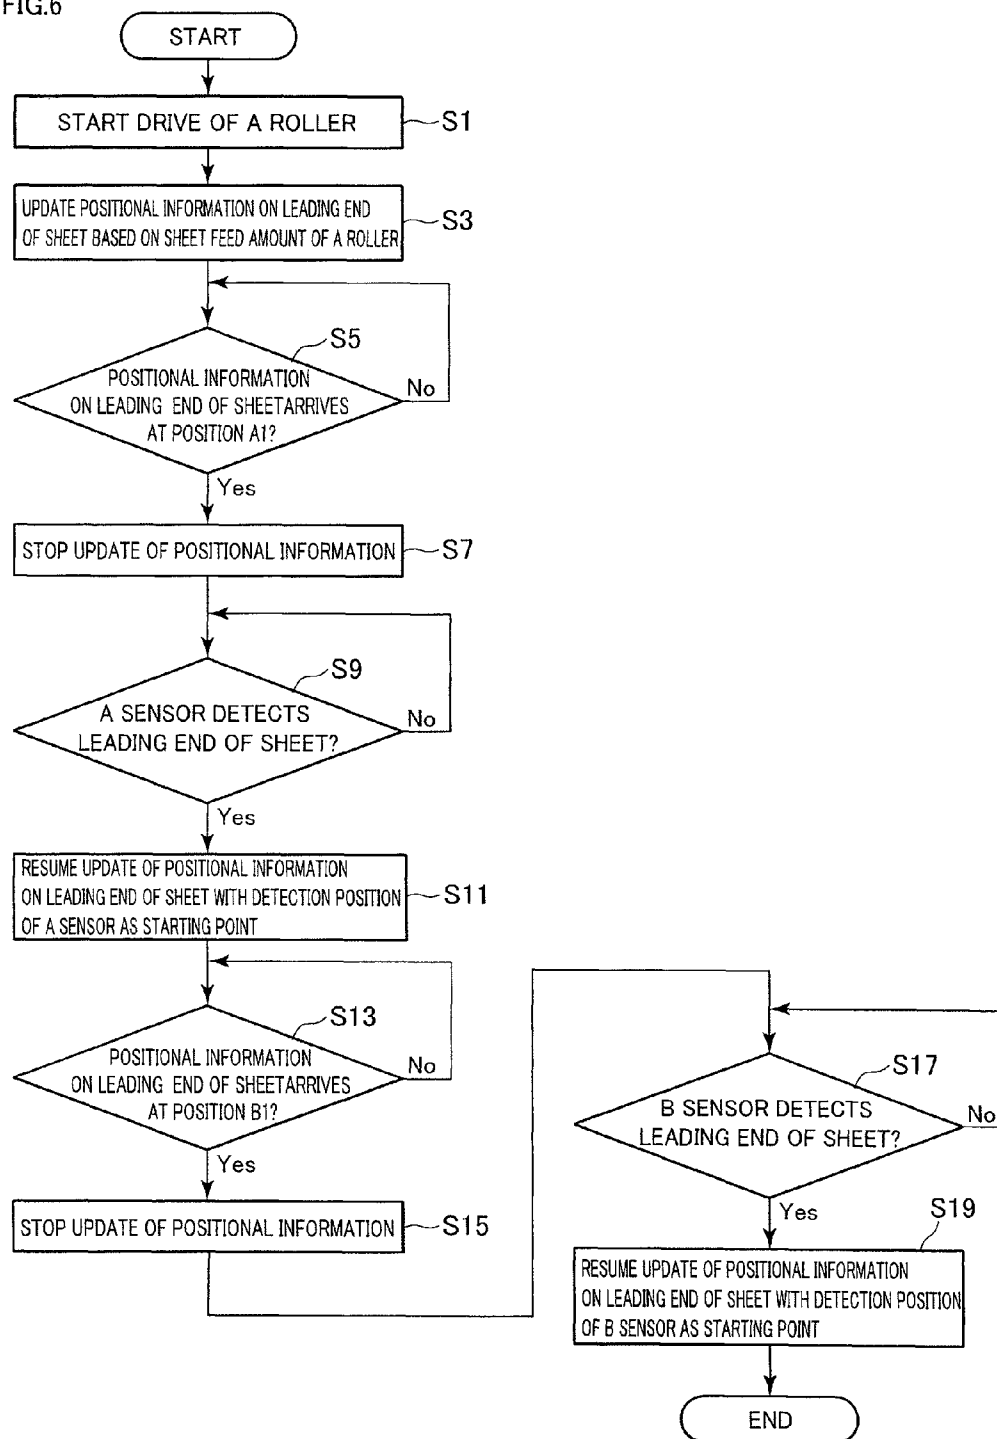 FIG.6
START
START DRIVE OF A ROLLER
S1
UPDATE POSITIONAL INFORMATION ON LEADING END
OF SHEET BASED ON SHEET FEED AMOUNT OF A ROLLER
S3
S5
POSITIONAL INFORMATION
ON LEADING END OF SHEETARRIVES
AT POSITION A1?
No
Yes
STOP UPDATE OF POSITIONAL INFORMATION
S7
S9
A SENSOR DETECTS
LEADING END OF SHEET?
No
Yes
RESUME UPDATE OF POSITIONAL INFORMATION
ON LEADING END OF SHEET WITH DETECTION POSITION
OF A SENSOR AS STARTING POINT
S11
S13
POSITIONAL INFORMATION
ON LEADING END OF SHEETARRIVES
AT POSITION B1?
No
Yes
STOP UPDATE OF POSITIONAL INFORMATION
S15
S17
B SENSOR DETECTS
LEADING END OF SHEET?
No
Yes
S19
RESUME UPDATE OF POSITIONAL INFORMATION
ON LEADING END OF SHEET WITH DETECTION POSITION
OF B SENSOR AS STARTING POINT
END